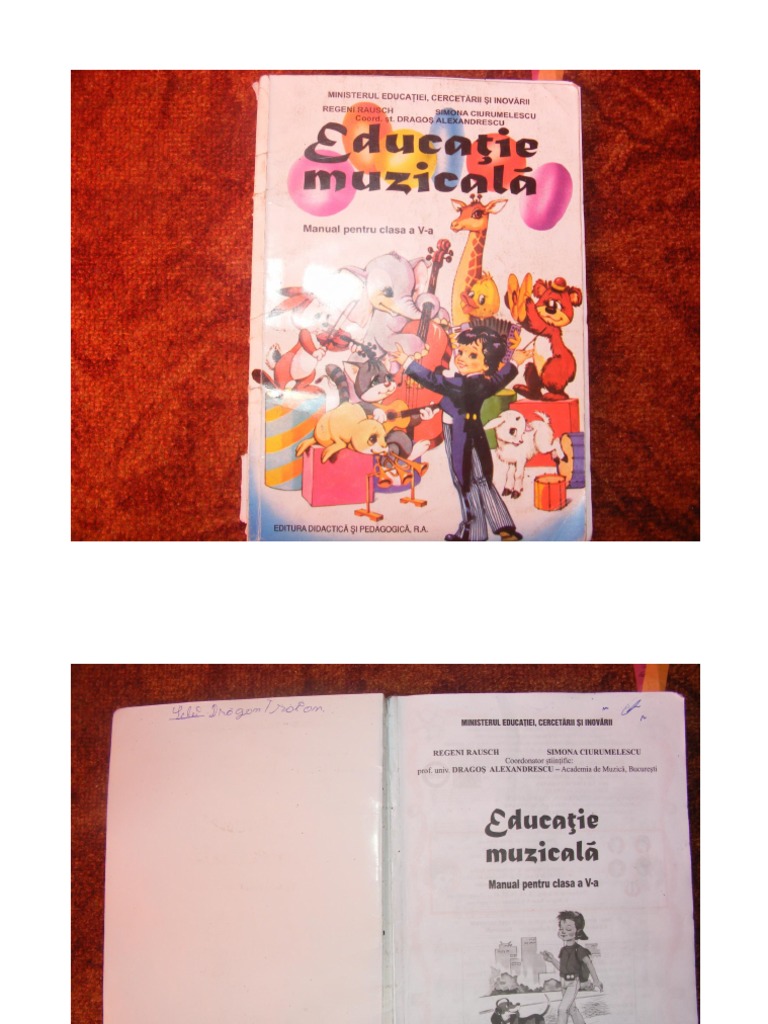 MINISTERUL EDUCAȚIEI, CERCETĂRII ȘI INOVĂRII
REGENI RAUSCH SIMONA CIURUMELESCU
Coord. șt. DRAGOȘ ALEXANDRESCU
Educaţie
muzicală
Manual pentru clasa a V-a
EDITURA DIDACTICĂ ȘI PEDAGOGICĂ, R.A.
MINISTERUL EDUCAȚIEI, CERCETĂRII ȘI INOVĂRII
REGENI RAUSCH SIMONA CIURUMELESCU
Coordonator științific:
prof. univ. DRAGOȘ ALEXANDRESCU – Academia de Muzică, București
Educaţie
muzicală
Manual pentru clasa a V-a